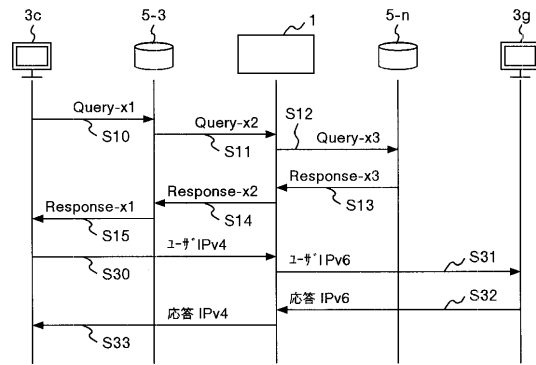 3c
5-3
1
5-n
3g
Query-x1
S10
Query-x2
S11
S12
Query-x3
Response-x3
S13
Response-x2
S14
Response-x1
S15
ﾕｰｻﾞIPv4
S30
ﾕｰｻﾞIPv6
S31
応答 IPv6
S32
応答 IPv4
S33